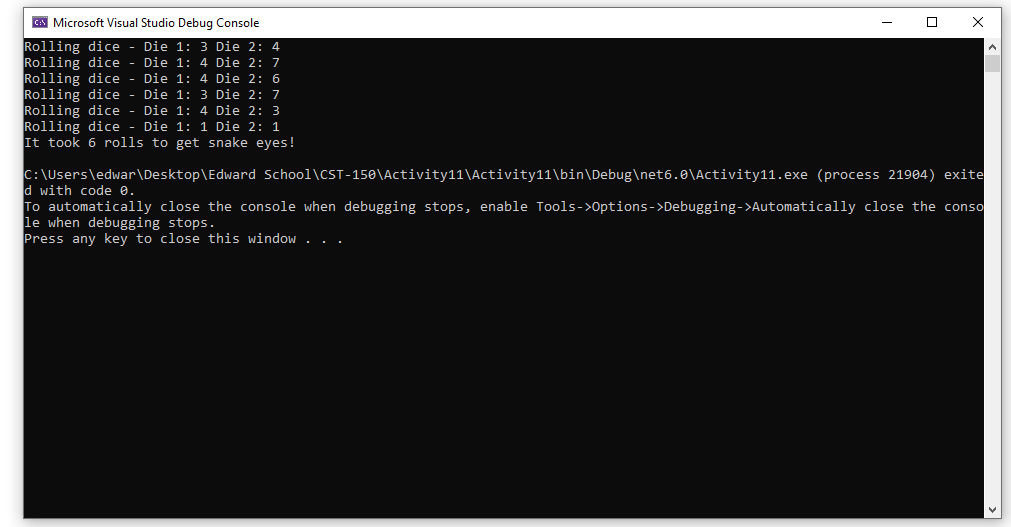 Microsoft Visual Studio Debug Console
Rolling dice - Die 1: 3 Die 2: 4
Rolling dice - Die 1: 4 Die 2: 7
Rolling dice - Die 1: 4 Die 2: 6
Rolling dice - Die 1: 3 Die 2: 7
Rolling dice - Die 1: 4 Die 2: 3
Rolling dice - Die 1: 1 Die 2: 1
It took 6 rolls to get snake eyes!
C:\Users\edwar\Desktop\Edward School\CST-150\Activity11\Activity11\bin\Debug\net6.0\Activity11.exe (process 21904) exite
d with code 0.
To automatically close the console when debugging stops, enable Tools->Options->Debugging->Automatically close the conso
le when debugging stops.
Press any key to close this window . . .